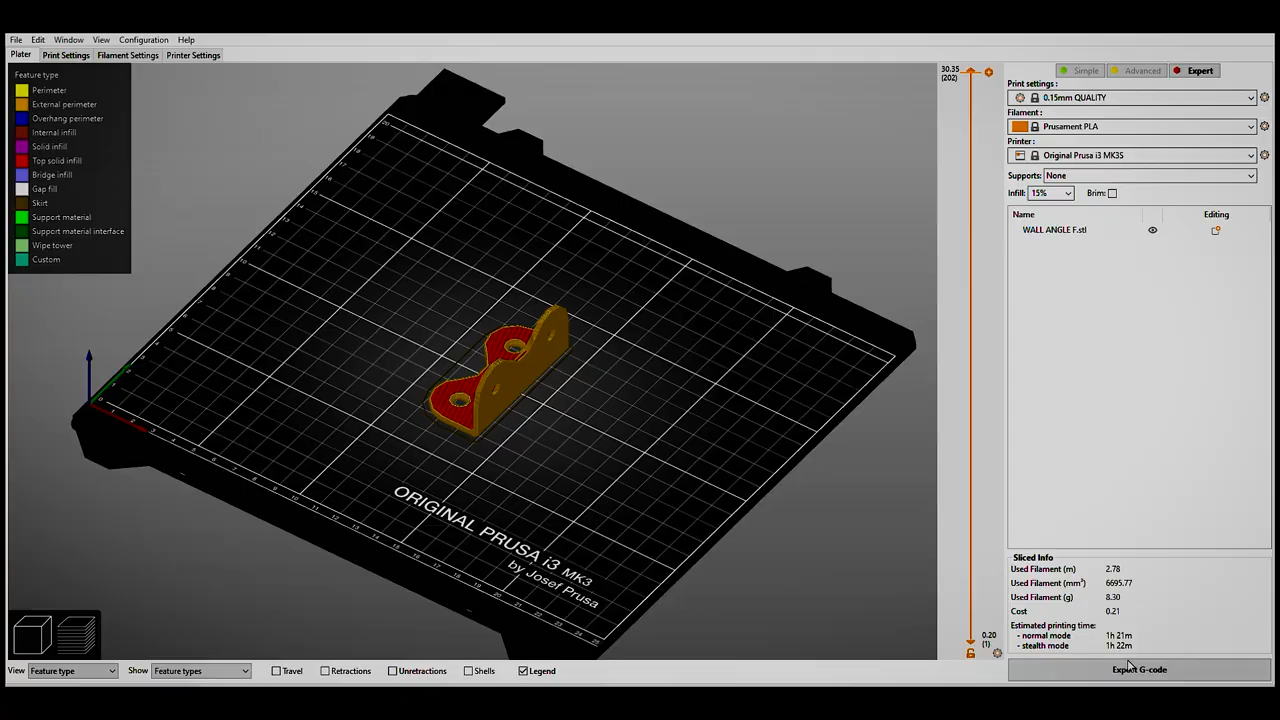 File Edit Window View Configuration Help
Plater Print Settings Filament Settings Printer Settings
Feature type
Perimeter
External perimeter
Overhang perimeter
Internal infill
Solid infill
Top solid infill
Bridge infill
Gap fill
Skirt
Support material
Support material interface
Wipe tower
Custom
ORIGINAL PRUSA i3 MK3
by Josef Prusa
30.35
(202)
0.20
(1)
Simple Advanced Expert
Print settings :
0.15mm QUALITY
Filament:
Prusament PLA
Printer:
Original Prusa i3 MK3S
Supports: None
Infill: 15% Brim:
Name Editing
WALL ANGLE F.stl
Sliced Info
Used Filament (m) 2.78
Used Filament (mm³) 6695.77
Used Filament (g) 8.30
Cost 0.21
Estimated printing time:
- normal mode 1h 21m
- stealth mode 1h 22m
Export G-code
View Feature type Show Feature types Travel Retractions Unretractions Shells Legend